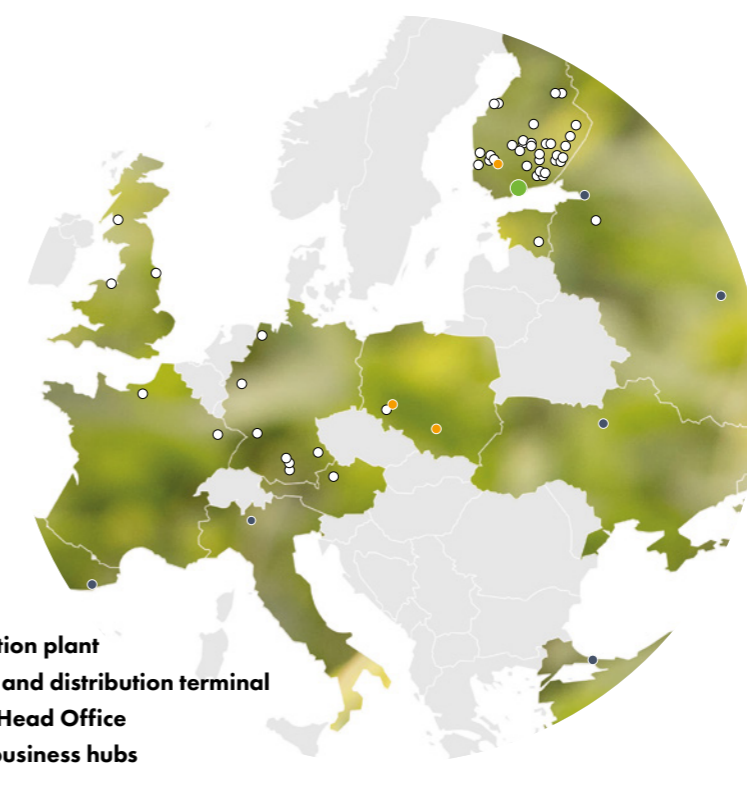 tion plant
and distribution terminal
Head Office
business hubs